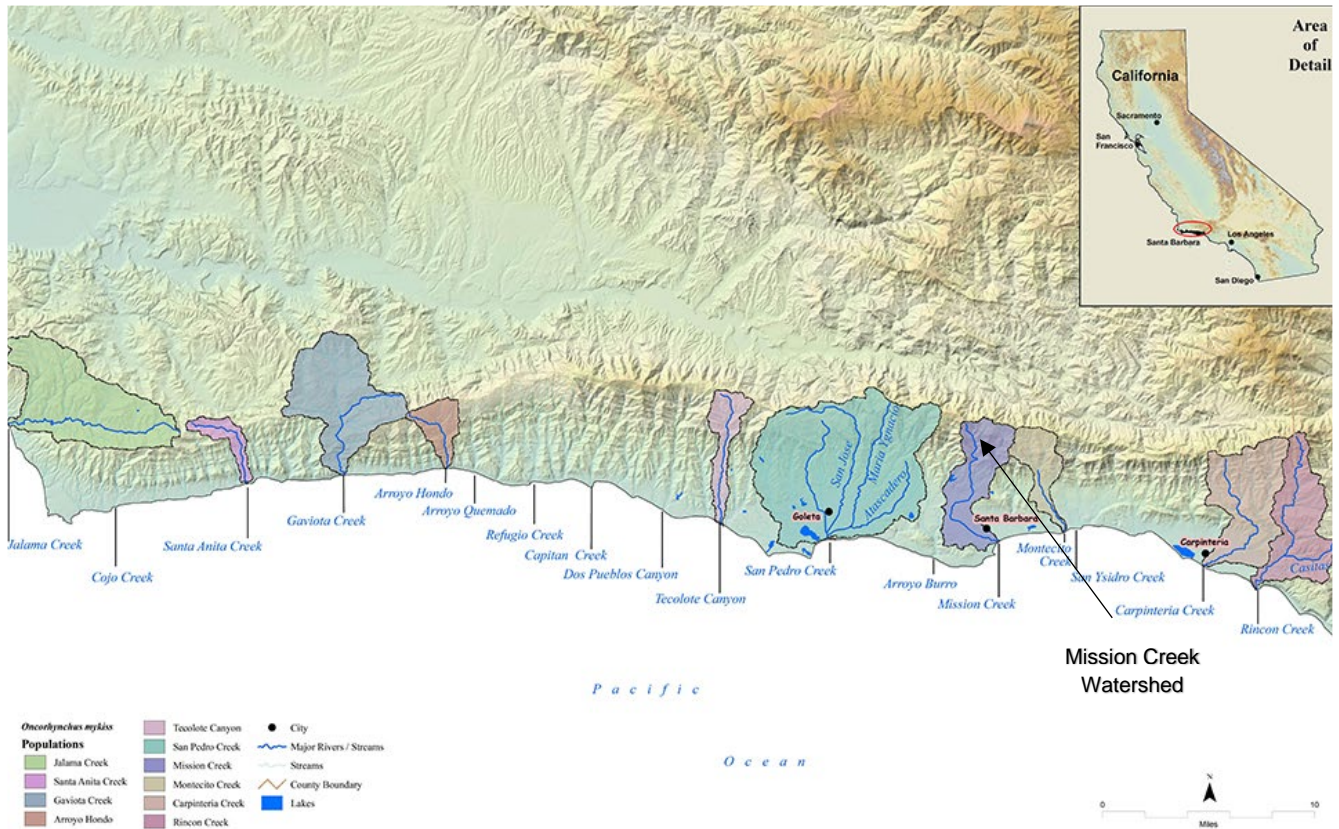 Area
of
Detail
California
Sacramento
San
Francisco
Santa Barbara
Los Angeles
San Diego
San Jose
Maria Ygnacio
Atascadero
Goleta
Santa Barbara
Carpinteria
Casitas
Jalama Creek
Cojo Creek
Santa Anita Creek
Gaviota Creek
Arroyo Hondo
Arroyo Quemado
Refugio Creek
Capitan Creek
Dos Pueblos Canyon
Tecolote Canyon
San Pedro Creek
Arroyo Burro
Mission Creek
Montecito
Creek
San Ysidro Creek
Carpinteria Creek
Rincon Creek
Mission Creek
Watershed
Pacific
Ocean
Oncorhynchus mykiss
Populations
Jalama Creek
Santa Anita Creek
Gaviota Creek
Arroyo Hondo
Tecolote Canyon
San Pedro Creek
Mission Creek
Montecito Creek
Carpinteria Creek
Rincon Creek
City
Major Rivers / Streams
Streams
County Boundary
Lakes
N
0 10
Miles